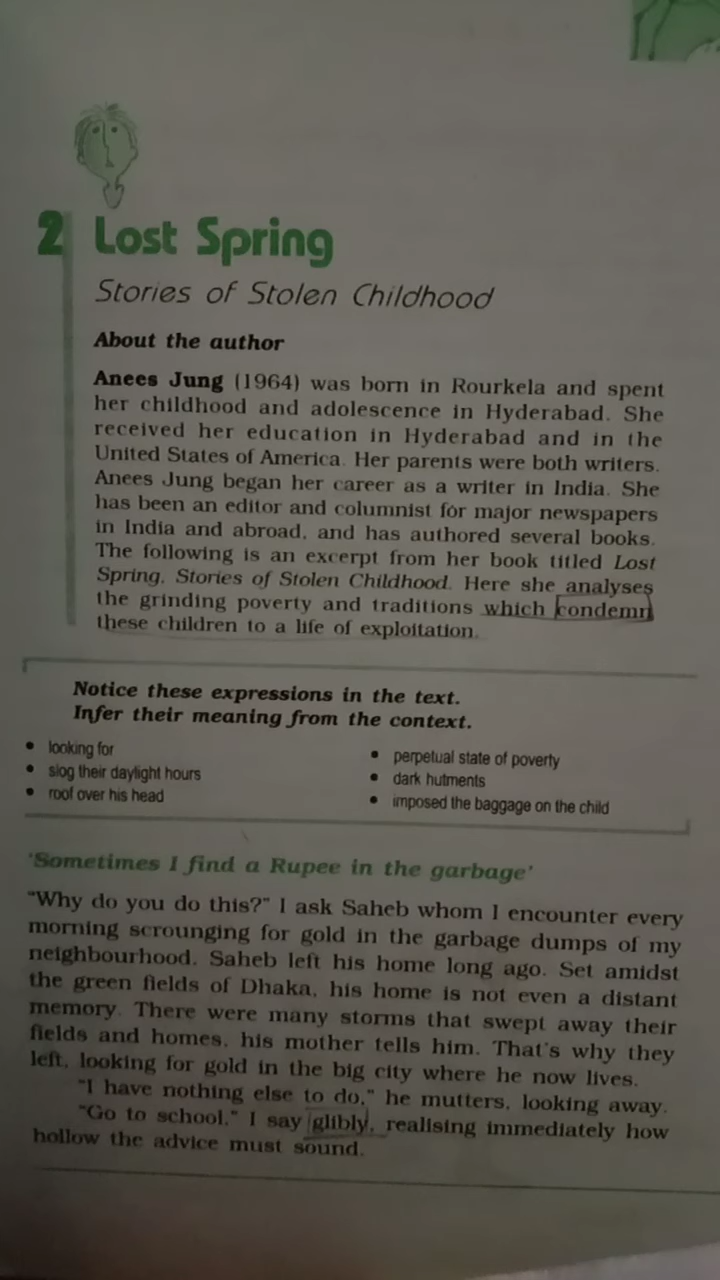 2 Lost Spring
Stories of Stolen Childhood
About the author
Anees Jung (1964) was born in Rourkela and spent
her childhood and adolescence in Hyderabad. She
received her education in Hyderabad and in the
United States of America. Her parents were both writers.
Anees Jung began her career as a writer in India. She
has been an editor and columnist for major newspapers
in India and abroad, and has authored several books.
The following is an excerpt from her book titled Lost
Spring, Stories of Stolen Childhood. Here she analyses
the grinding poverty and traditions which condemn
these children to a life of exploitation.
Notice these expressions in the text.
Infer their meaning from the context.
• looking for
• slog their daylight hours
• roof over his head
• perpetual state of poverty
• dark hutments
• imposed the baggage on the child
'Sometimes I find a Rupee in the garbage'
"Why do you do this?" I ask Saheb whom I encounter every
morning scrounging for gold in the garbage dumps of my
neighbourhood. Saheb left his home long ago. Set amidst
the green fields of Dhaka, his home is not even a distant
memory. There were many storms that swept away their
fields and homes, his mother tells him. That's why they
left, looking for gold in the big city where he now lives.
"I have nothing else to do," he mutters, looking away.
"Go to school," I say glibly, realising immediately how
hollow the advice must sound.